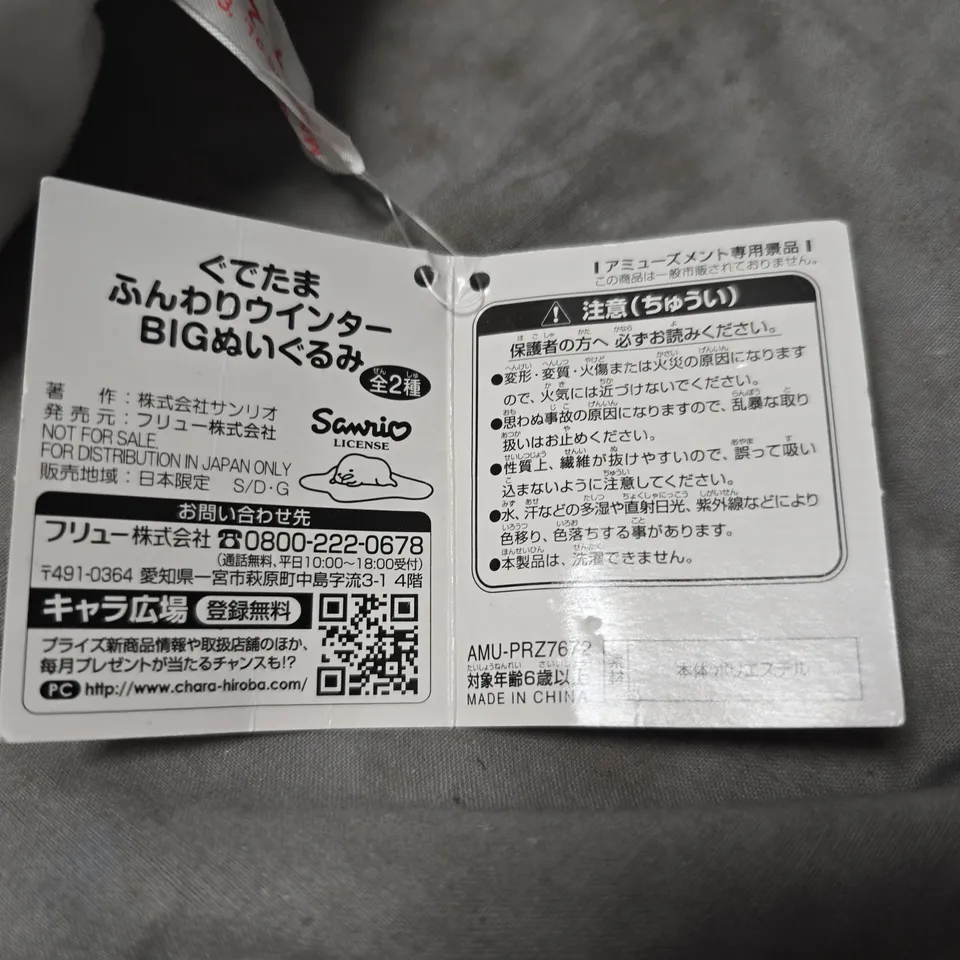 ぐでたま
ふんわりウインター
BIGぬいぐるみ
全2種
ぜん しゅ
著 作：株式会社サンリオ
発売元：フリュー株式会社
NOT FOR SALE.
FOR DISTRIBUTION IN JAPAN ONLY
販売地域：日本限定 S/D・G
Sanrio
LICENSE
お問い合わせ先
フリュー株式会社 ☎0800-222-0678
(通話無料、平日10:00～18:00受付)
〒491-0364 愛知県一宮市萩原町中島字流3-1 4階
キャラ広場 登録無料
プライズ新商品情報や取扱店舗のほか、
毎月プレゼントが当たるチャンスも!?
PC http://www.chara-hiroba.com/
アミューズメント専用景品
この商品は一般市販されておりません。
注意(ちゅうい)
保護者の方へ 必ずお読みください。
●変形・変質・火傷または火災の原因になります
ので、火気には近づけないでください。
●思わぬ事故の原因になりますので、乱暴な取り
扱いはお止めください。
●性質上、繊維が抜けやすいので、誤って吸い
込まないように注意してください。
●水、汗などの多湿や直射日光、紫外線などにより
色移り、色落ちする事があります。
●本製品は、洗濯できません。
AMU-PRZ7672
対象年齢6歳以上
MADE IN CHINA
素材
本体:ポリエステル